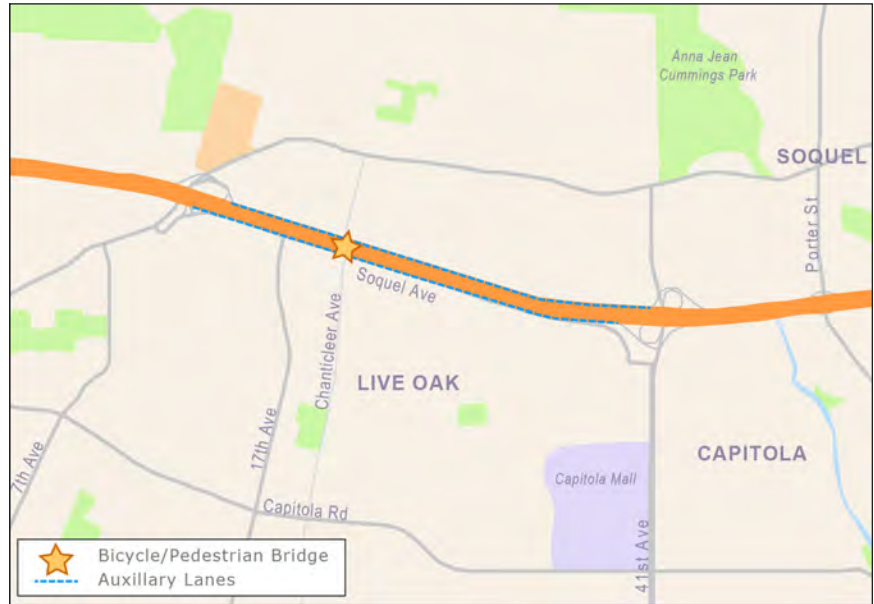 Anna Jean
Cummings Park
SOQUEL
Porter St
Soquel Ave
Chanticleer Ave
LIVE OAK
17th Ave
7th Ave
Capitola Rd
Capitola Mall
CAPITOLA
41st Ave
Bicycle/Pedestrian Bridge
Auxillary Lanes